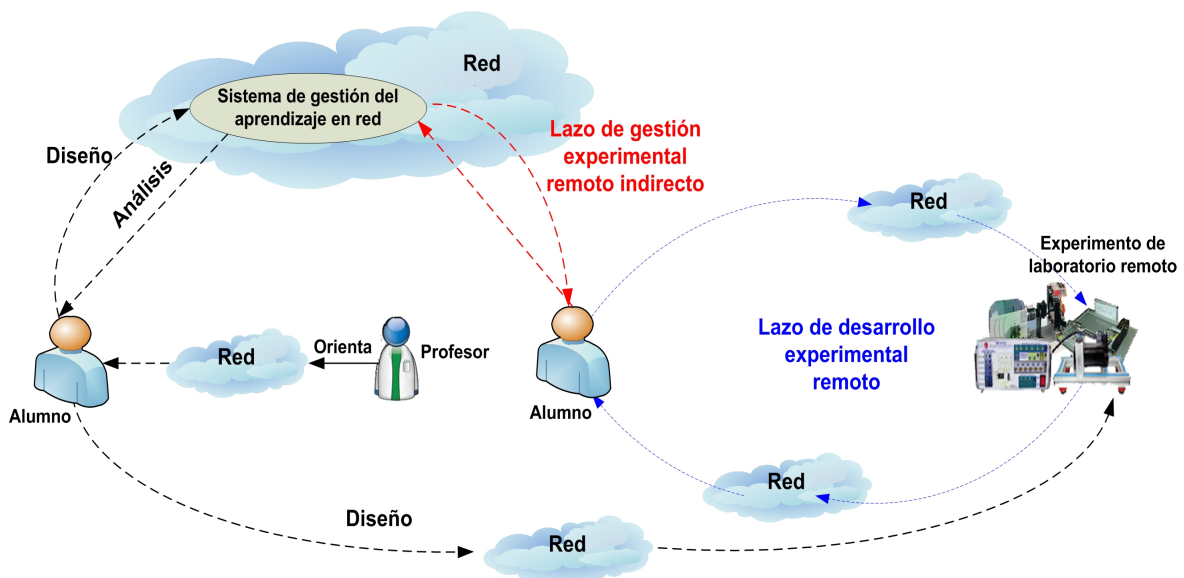 Red
Sistema de gestión del
aprendizaje en red
Diseño
Análisis
Lazo de gestión
experimental
remoto indirecto
Red
Experimento de
laboratorio remoto
Lazo de desarrollo
experimental
remoto
Red
Orienta
Profesor
Alumno
Alumno
Red
Diseño
Red